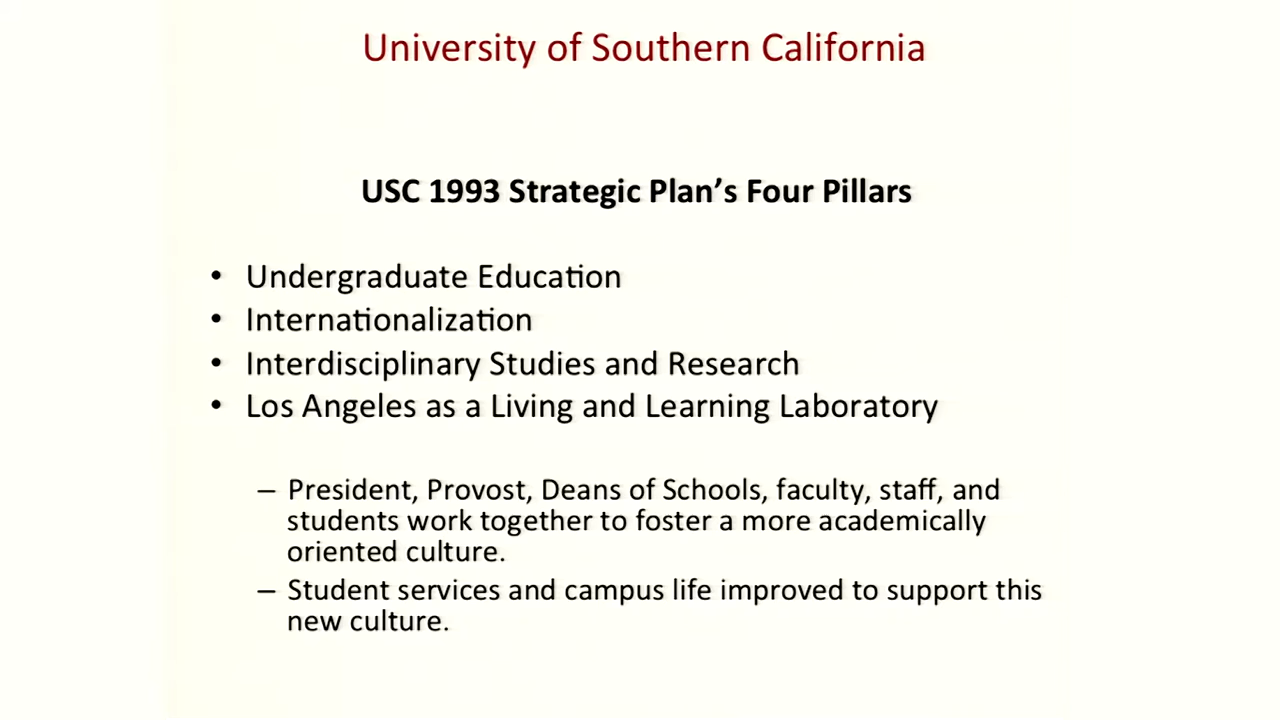 University of Southern California
USC 1993 Strategic Plan’s Four Pillars
• Undergraduate Education
• Internationalization
• Interdisciplinary Studies and Research
• Los Angeles as a Living and Learning Laboratory
– President, Provost, Deans of Schools, faculty, staff, and
students work together to foster a more academically
oriented culture.
– Student services and campus life improved to support this
new culture.